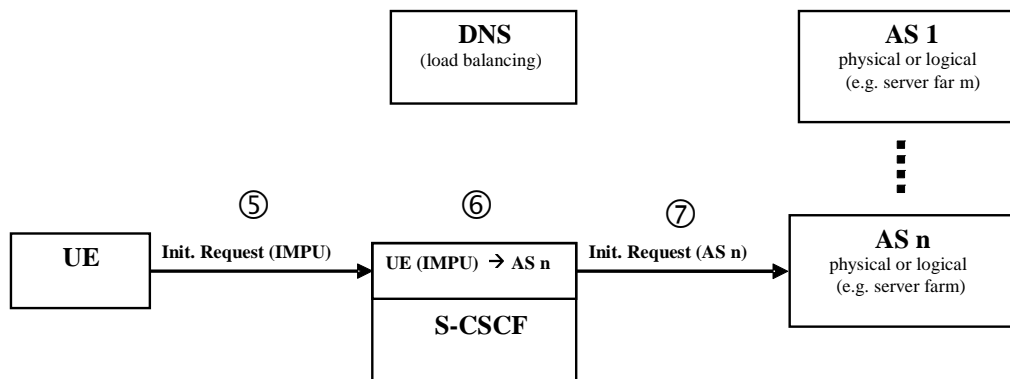 DNS
(load balancing)
AS 1
physical or logical
(e.g. server far m)
⑤
⑥
⑦
UE
Init. Request (IMPU)
UE (IMPU) → AS n
Init. Request (AS n)
S-CSCF
AS n
physical or logical
(e.g. server farm)